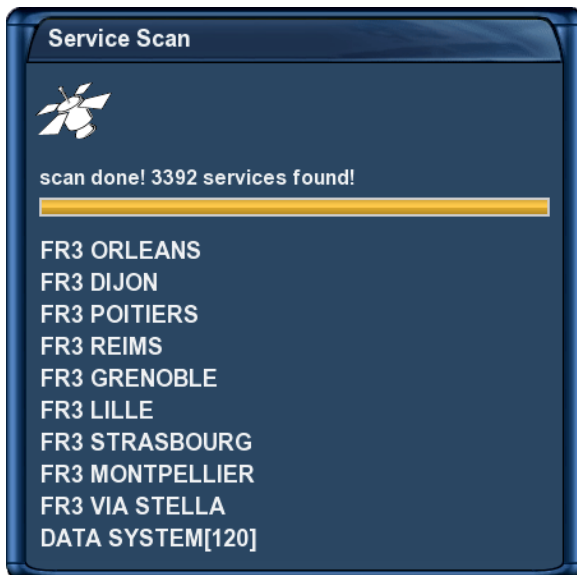 Service Scan
scan done! 3392 services found!
FR3 ORLEANS
FR3 DIJON
FR3 POITIERS
FR3 REIMS
FR3 GRENOBLE
FR3 LILLE
FR3 STRASBOURG
FR3 MONTPELLIER
FR3 VIA STELLA
DATA SYSTEM[120]